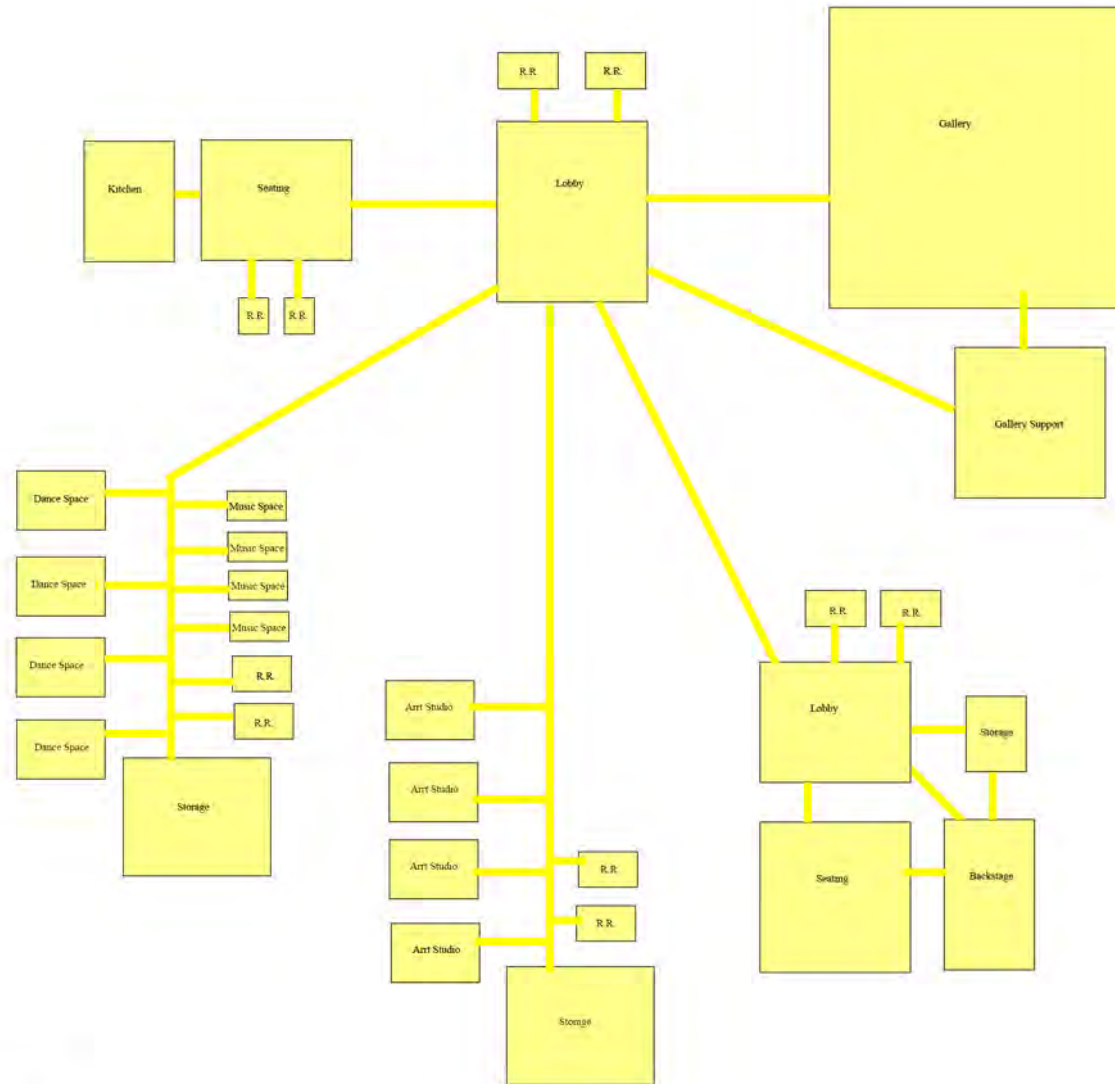 R.R.
R.R.
Gallery
Kitchen
Seating
Lobby
R.R.
R.R.
Gallery Support
Dance Space
Music Space
Music Space
Dance Space
Music Space
Music Space
Dance Space
R.R.
R.R.
Dance Space
Storage
R.R.
R.R.
Arrt Studio
Lobby
Storage
Arrt Studio
Arrt Studio
R.R.
Seating
Backstage
R.R.
Arrt Studio
Storage